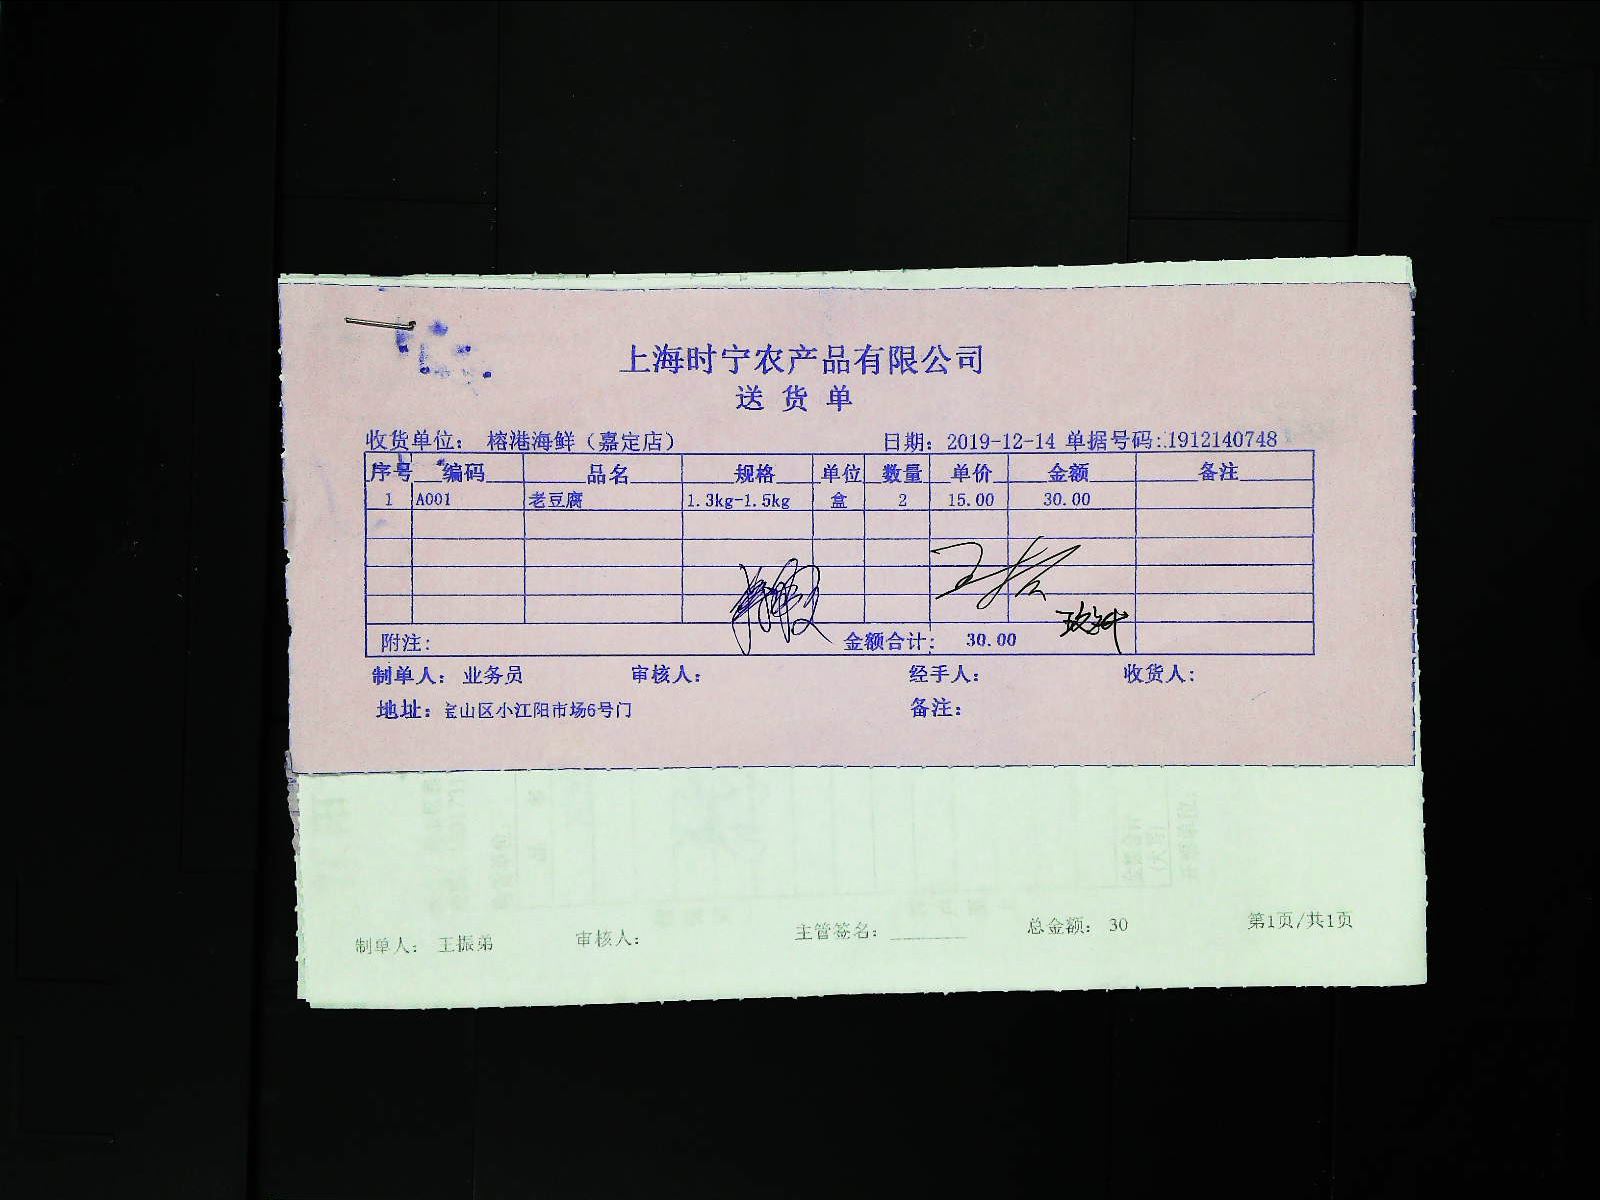 上海时宁农产品有限公司
送 货 单
收货单位： 榕港海鲜（嘉定店） 日期：2019-12-14 单据号码:1912140748
序号 编码 品名 规格 单位 数量 单价 金额 备注
1 A001 老豆腐 1.3kg-1.5kg 盒 2 15.00 30.00
附注： 金额合计： 30.00
制单人： 业务员 审核人： 经手人： 收货人：
地址：宝山区小江阳市场6号门 备注：
制单人： 王振弟 审核人： 主管签名：________ 总金额： 30 第1页/共1页